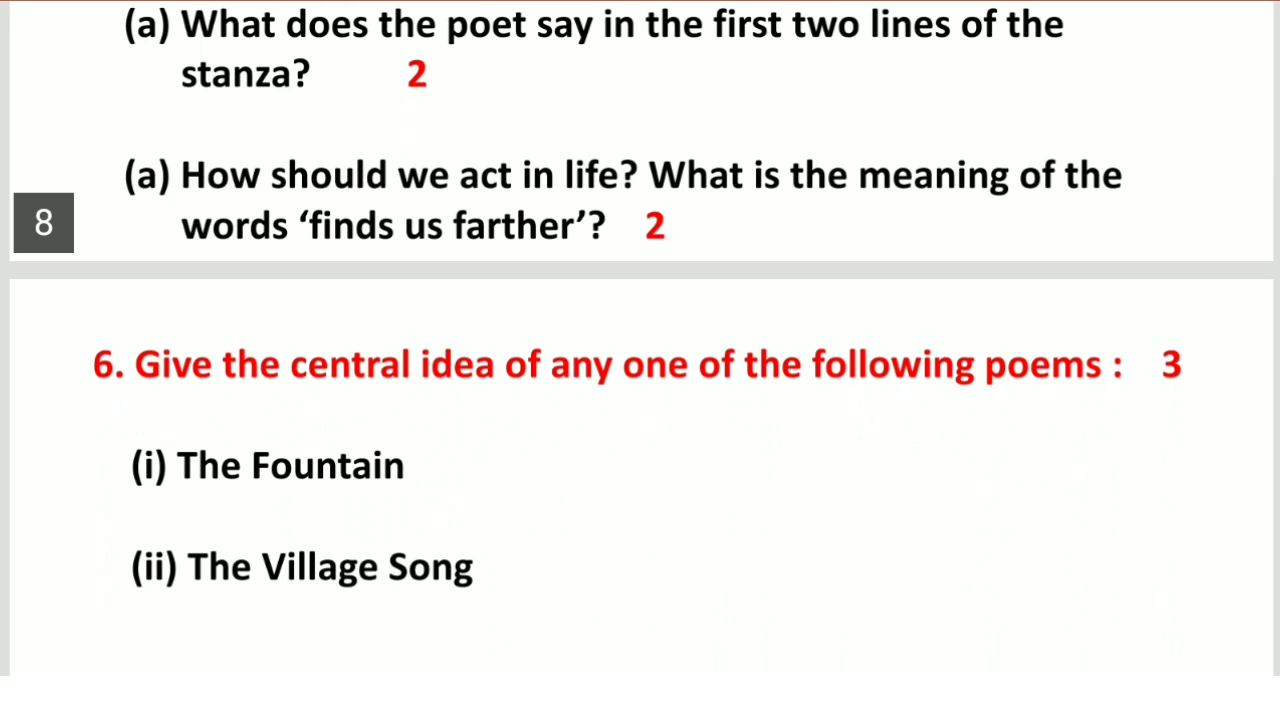 (a) What does the poet say in the first two lines of the
stanza? 2
(a) How should we act in life? What is the meaning of the
words ‘finds us farther’? 2
8
6. Give the central idea of any one of the following poems : 3
(i) The Fountain
(ii) The Village Song